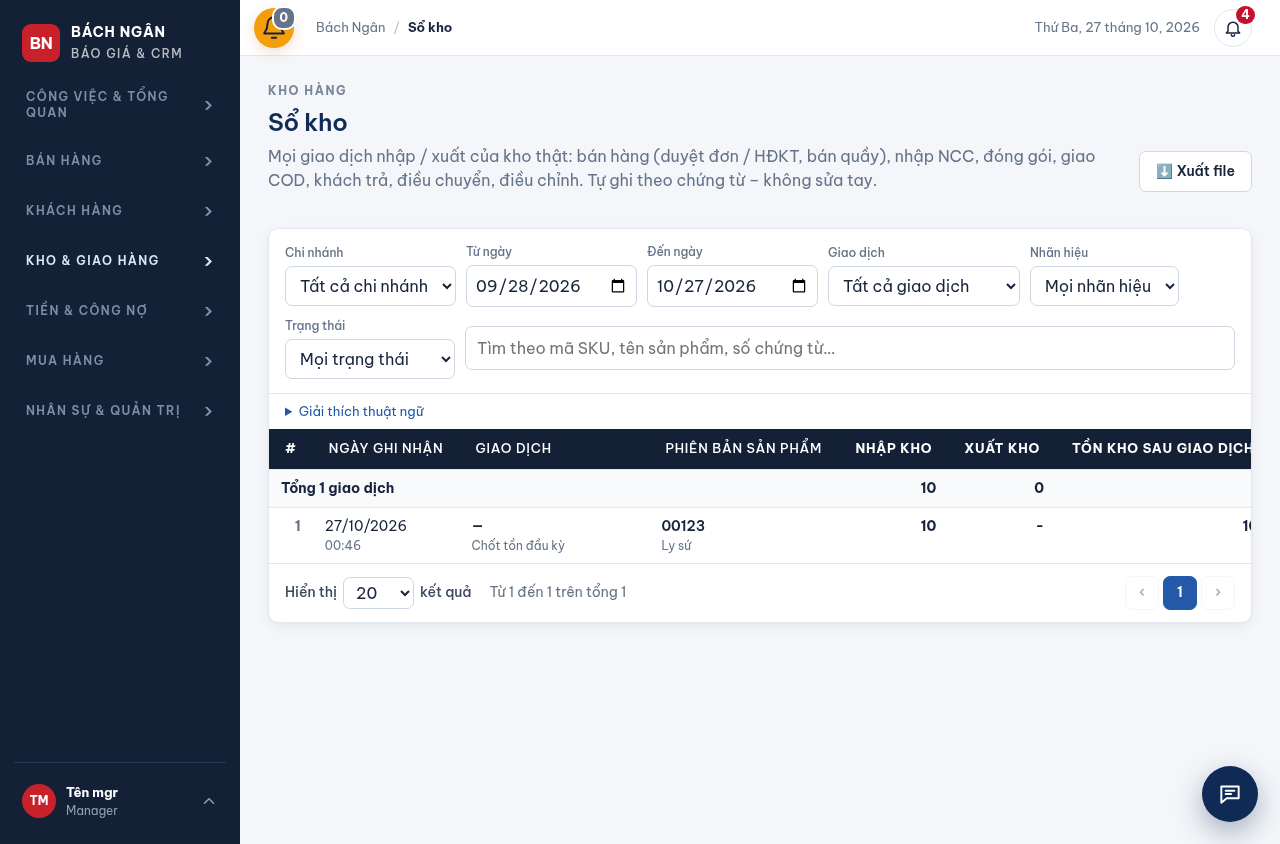 BN
BÁCH NGÂN
BÁO GIÁ & CRM
CÔNG VIỆC & TỔNG
QUAN
BÁN HÀNG
KHÁCH HÀNG
KHO & GIAO HÀNG
TIỀN & CÔNG NỢ
MUA HÀNG
NHÂN SỰ & QUẢN TRỊ
TM
Tên mgr
Manager
0
Bách Ngân / Sổ kho
Thứ Ba, 27 tháng 10, 2026
4
KHO HÀNG
Sổ kho
Mọi giao dịch nhập / xuất của kho thật: bán hàng (duyệt đơn / HĐKT, bán quầy), nhập NCC, đóng gói, giao
COD, khách trả, điều chuyển, điều chỉnh. Tự ghi theo chứng từ – không sửa tay.
⬇️ Xuất file
Chi nhánh Từ ngày Đến ngày Giao dịch Nhãn hiệu
Tất cả chi nhánh 09/28/2026 10/27/2026 Tất cả giao dịch Mọi nhãn hiệu
Trạng thái
Mọi trạng thái Tìm theo mã SKU, tên sản phẩm, số chứng từ…
Giải thích thuật ngữ
# NGÀY GHI NHẬN GIAO DỊCH PHIÊN BẢN SẢN PHẨM NHẬP KHO XUẤT KHO TỒN KHO SAU GIAO DỊCH
Tổng 1 giao dịch 10 0
1 27/10/2026 — 00123 10 - 10
00:46 Chốt tồn đầu kỳ Ly sứ
Hiển thị 20 kết quả Từ 1 đến 1 trên tổng 1
‹ 1 ›